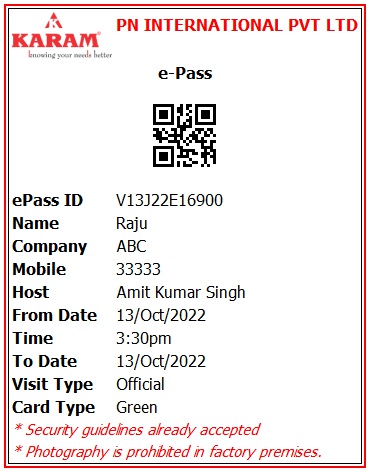 PN INTERNATIONAL PVT LTD
KARAM®
knowing your needs better
e-Pass
ePass ID V13J22E16900
Name Raju
Company ABC
Mobile 33333
Host Amit Kumar Singh
From Date 13/Oct/2022
Time 3:30pm
To Date 13/Oct/2022
Visit Type Official
Card Type Green
* Security guidelines already accepted
* Photography is prohibited in factory premises.